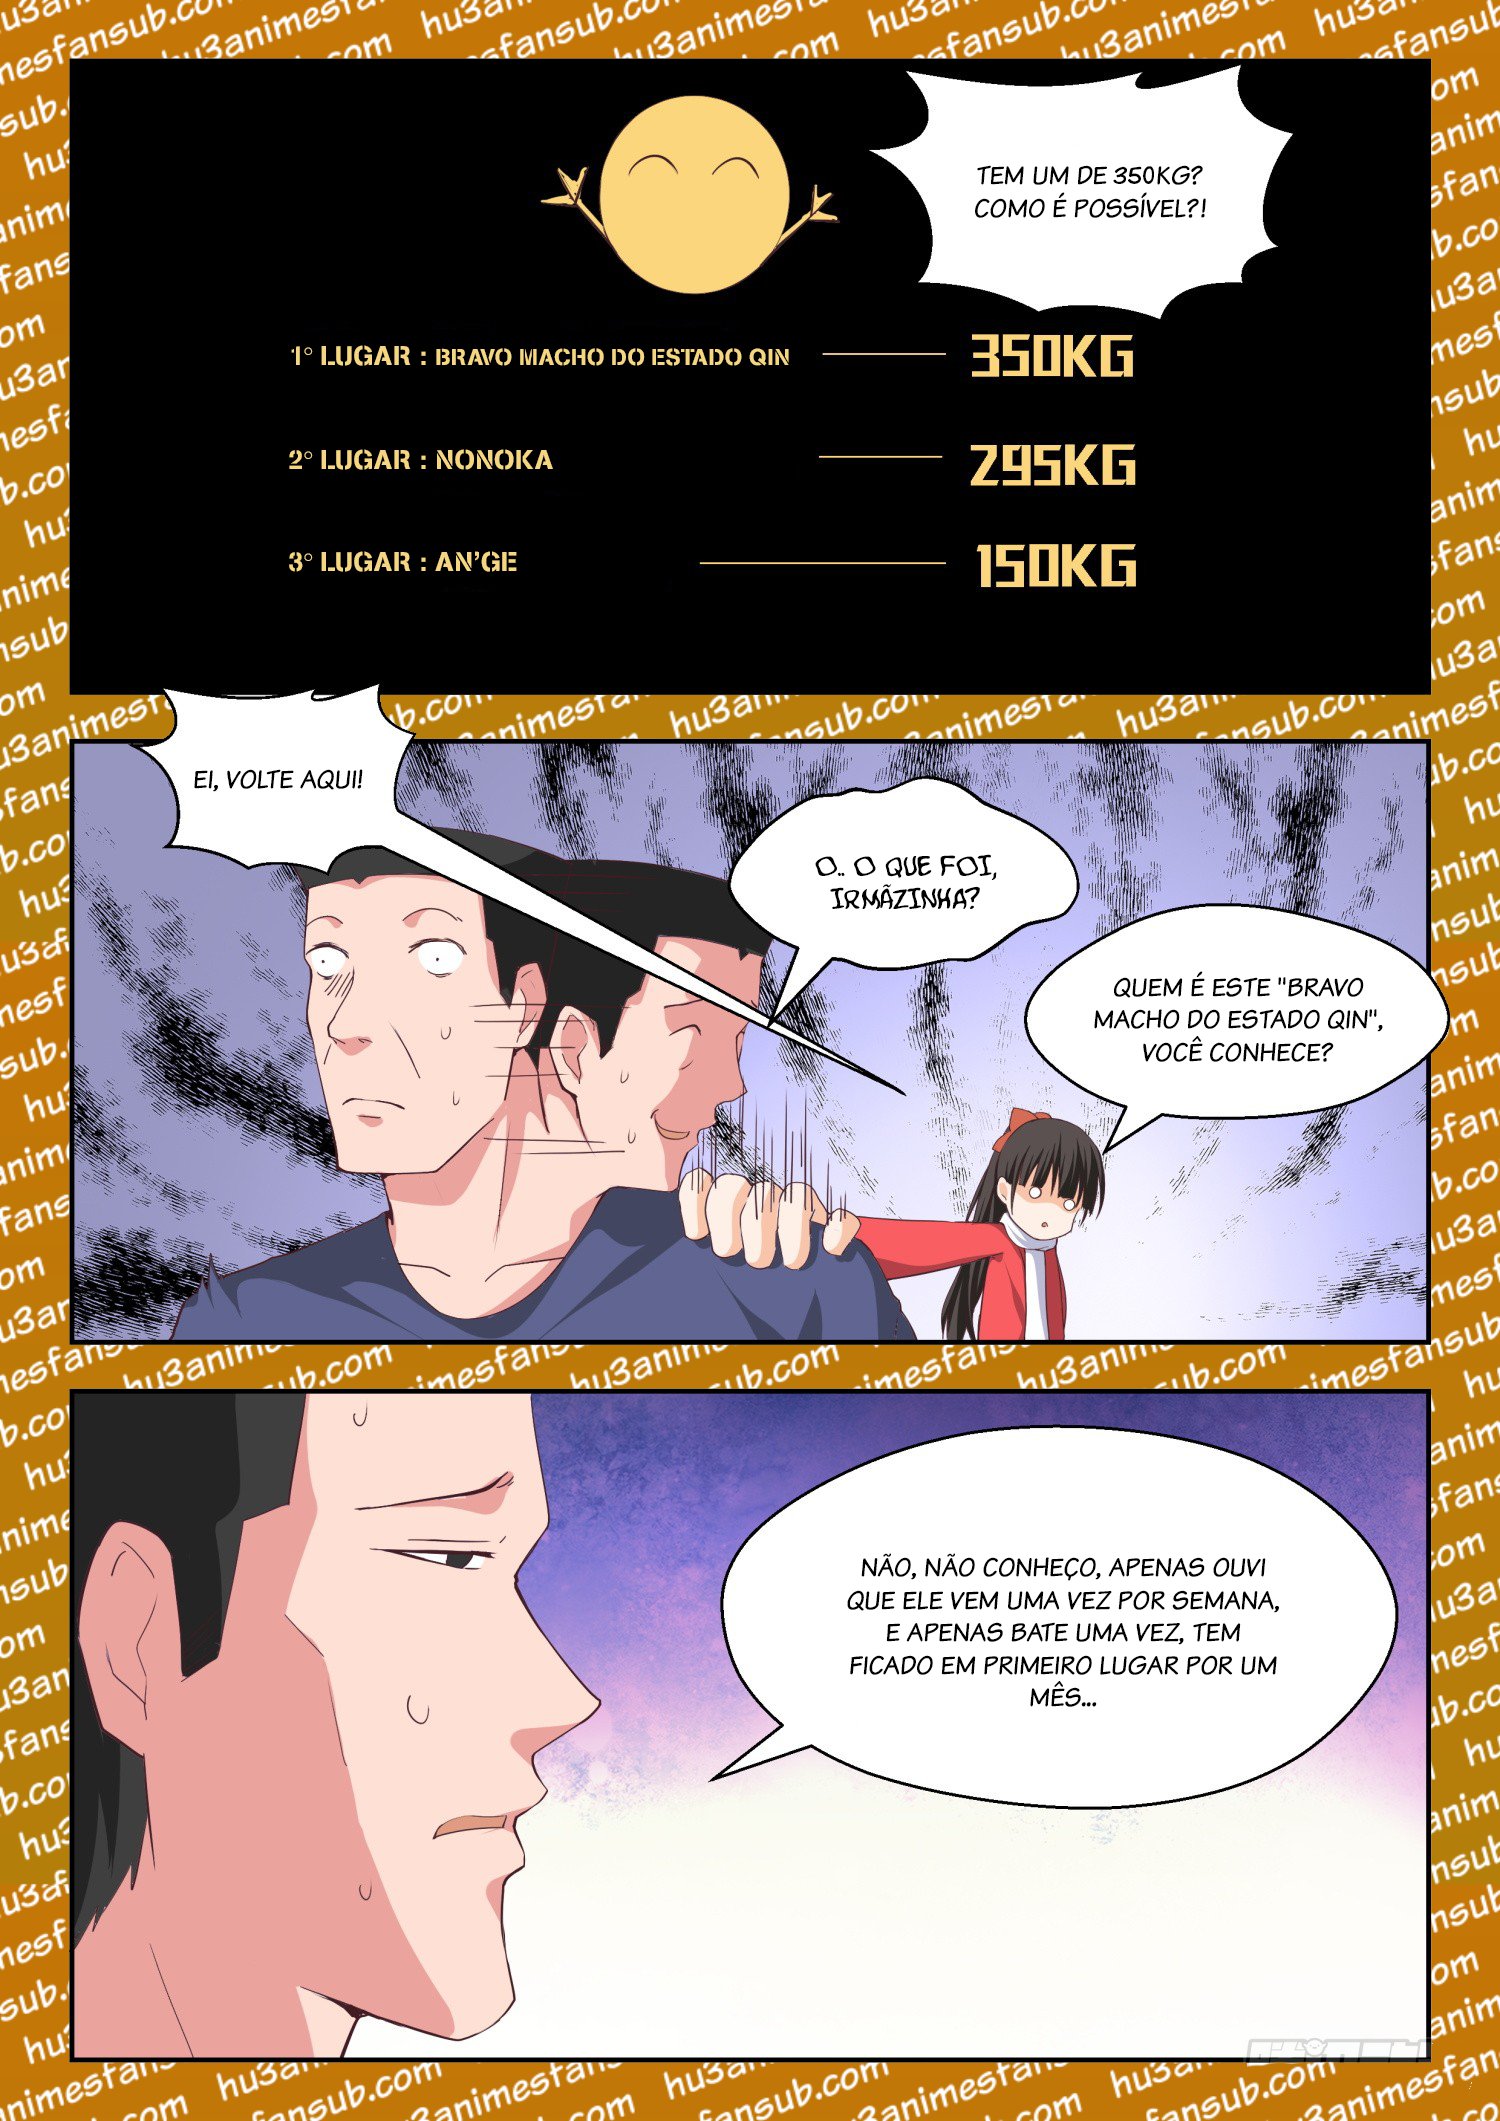 TEM UM DE 350KG?
COMO É POSSÍVEL?!
1° LUGAR : BRAVO MACHO DO ESTADO QIN 350KG
2° LUGAR : NONOKA 295KG
3° LUGAR : AN'GE 150KG
EI, VOLTE AQUI!
O.. O QUE FOI,
IRMÃZINHA?
QUEM É ESTE "BRAVO
MACHO DO ESTADO QIN",
VOCÊ CONHECE?
NÃO, NÃO CONHEÇO, APENAS OUVI
QUE ELE VEM UMA VEZ POR SEMANA,
E APENAS BATE UMA VEZ, TEM
FICADO EM PRIMEIRO LUGAR POR UM
MÊS...
hu3animesfansub.com